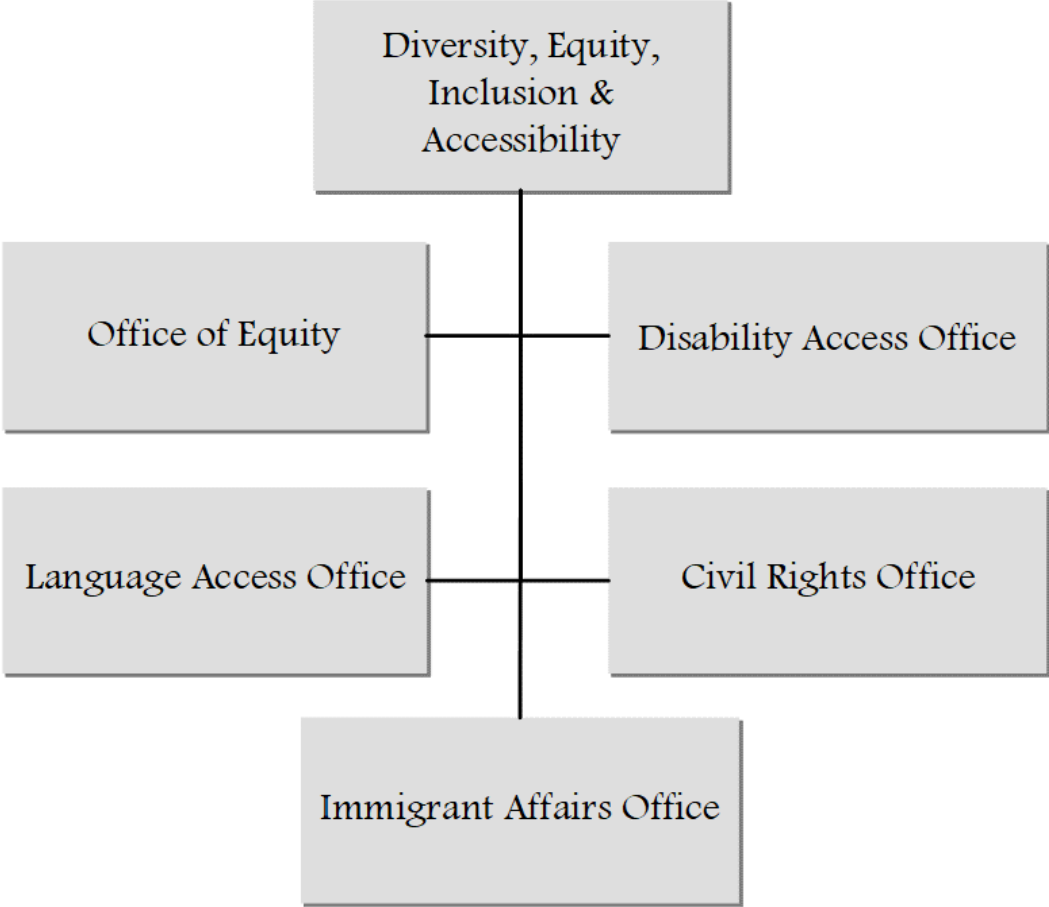 Diversity, Equity,
Inclusion &
Accessibility
Office of Equity
Disability Access Office
Language Access Office
Civil Rights Office
Immigrant Affairs Office